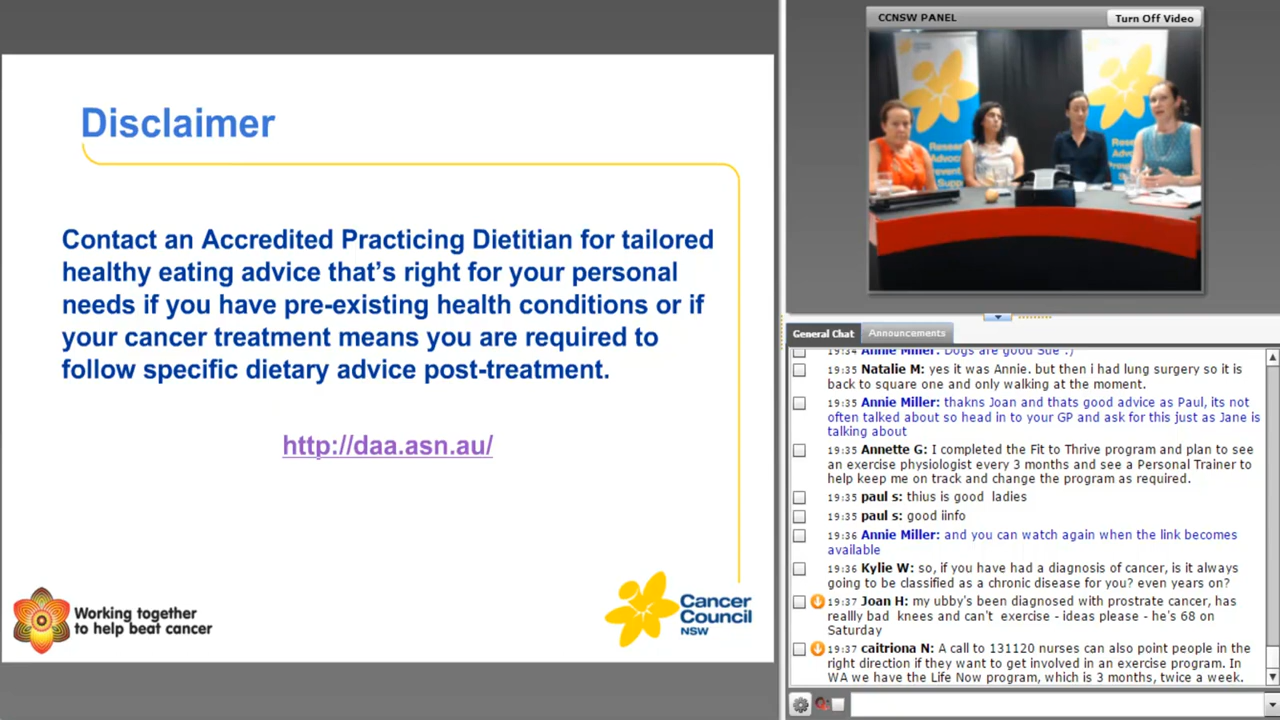 Disclaimer
Contact an Accredited Practicing Dietitian for tailored
healthy eating advice that's right for your personal
needs if you have pre-existing health conditions or if
your cancer treatment means you are required to
follow specific dietary advice post-treatment.
http://daa.asn.au/
Working together
to help beat cancer
Cancer
Council
NSW
CCNSW PANEL
Turn Off Video
General Chat
Announcements
19:34 Annie Miller: Dogs are good Sue :)
19:35 Natalie M: yes it was Annie. but then i had lung surgery so it is
back to square one and only walking at the moment.
19:35 Annie Miller: thakns Joan and thats good advice as Paul, its not
often talked about so head in to your GP and ask for this just as Jane is
talking about
19:35 Annette G: I completed the Fit to Thrive program and plan to see
an exercise physiologist every 3 months and see a Personal Trainer to
help keep me on track and change the program as required.
19:35 paul s: thius is good ladies
19:35 paul s: good iinfo
19:36 Annie Miller: and you can watch again when the link becomes
available
19:36 Kylie W: so, if you have had a diagnosis of cancer, is it always
going to be classified as a chronic disease for you? even years on?
19:37 Joan H: my ubby's been diagnosed with prostrate cancer, has
reallly bad knees and can't exercise - ideas please - he's 68 on
Saturday
19:37 caitriona N: A call to 131120 nurses can also point people in the
right direction if they want to get involved in an exercise program. In
WA we have the Life Now program, which is 3 months, twice a week.